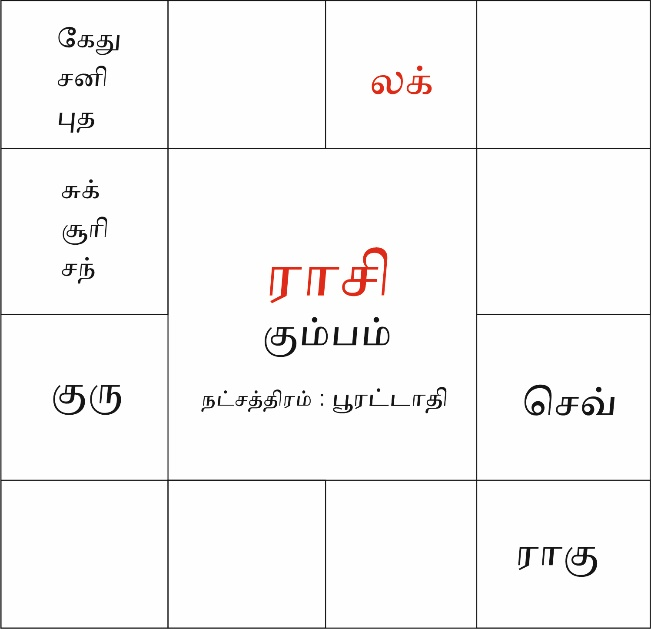 கேது
சனி
புத
லக்
சுக்
சூரி
சந்
ராசி
கும்பம்
நட்சத்திரம் : பூரட்டாதி
குரு
செவ்
ராகு